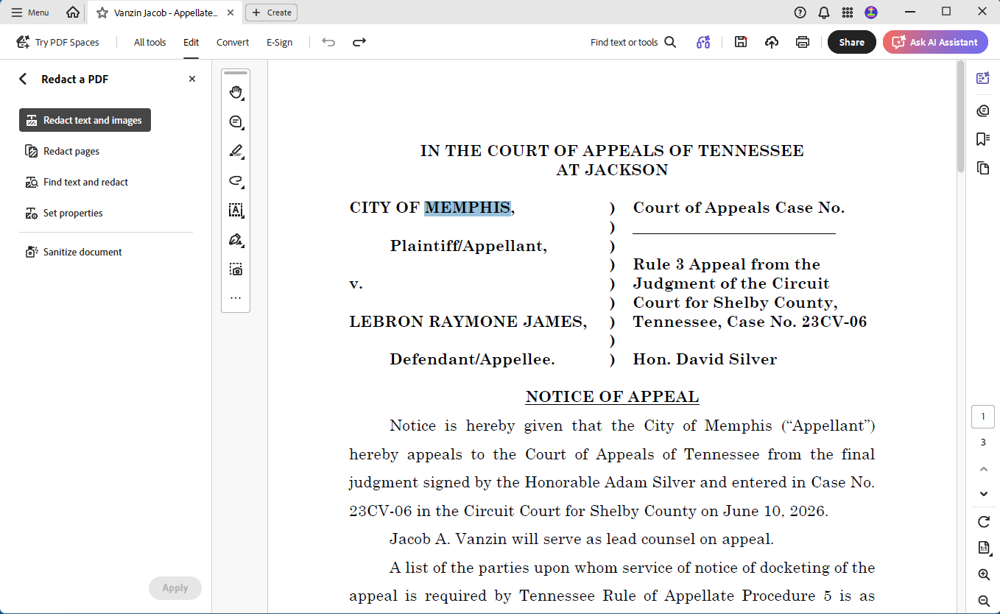 Menu
Vanzin Jacob - Appellate...
Create
Try PDF Spaces
All tools
Edit
Convert
E-Sign
Find text or tools
Share
Ask AI Assistant
Redact a PDF
Redact text and images
Redact pages
Find text and redact
Set properties
Sanitize document
Apply
IN THE COURT OF APPEALS OF TENNESSEE
AT JACKSON
CITY OF MEMPHIS, ) Court of Appeals Case No.
)
Plaintiff/Appellant, )
) Rule 3 Appeal from the
v. ) Judgment of the Circuit
) Court for Shelby County,
LEBRON RAYMONE JAMES, ) Tennessee, Case No. 23CV-06
)
Defendant/Appellee. ) Hon. David Silver
NOTICE OF APPEAL
Notice is hereby given that the City of Memphis (“Appellant”)
hereby appeals to the Court of Appeals of Tennessee from the final
judgment signed by the Honorable Adam Silver and entered in Case No.
23CV-06 in the Circuit Court for Shelby County on June 10, 2026.
Jacob A. Vanzin will serve as lead counsel on appeal.
A list of the parties upon whom service of notice of docketing of the
appeal is required by Tennessee Rule of Appellate Procedure 5 is as
1
3
1:1